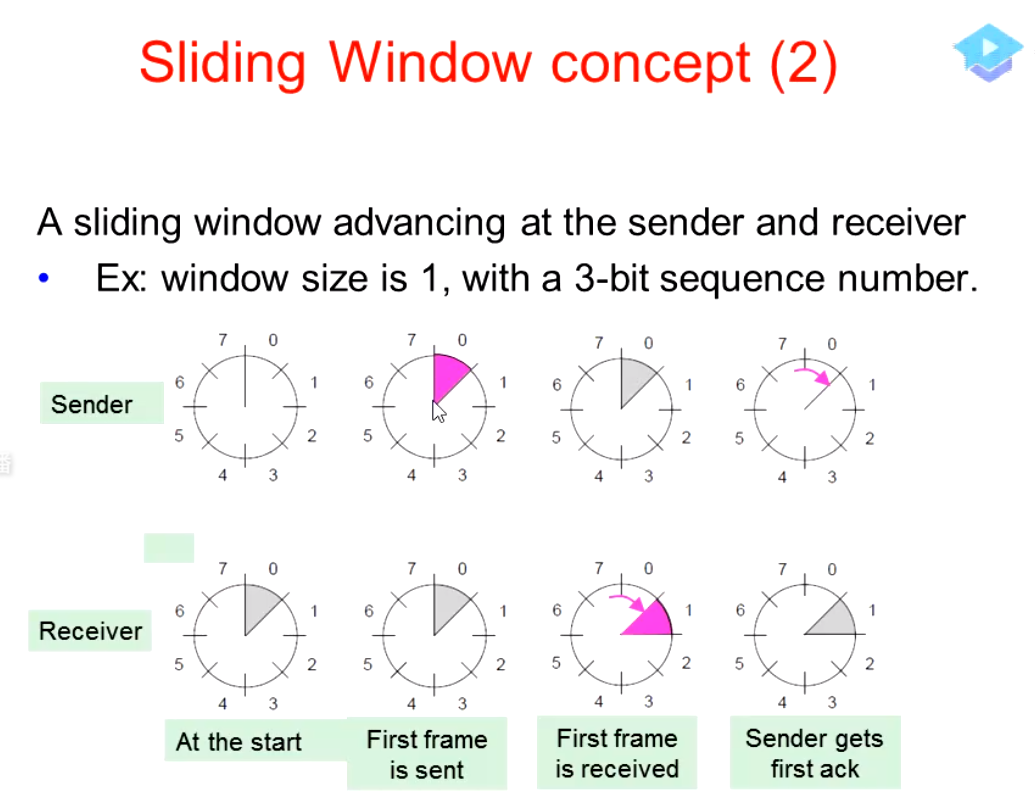 Sliding Window concept (2)
A sliding window advancing at the sender and receiver
• Ex: window size is 1, with a 3-bit sequence number.
7 0 7 0 7 0 7 0
6 1 6 1 6 1 6 1
Sender
5 2 5 2 5 2 5 2
4 3 4 3 4 3 4 3
7 0 7 0 7 0 7 0
6 1 6 1 6 1 6 1
Receiver
5 2 5 2 5 2 5 2
4 3 4 3 4 3 4 3
At the start
First frame
is sent
First frame
is received
Sender gets
first ack